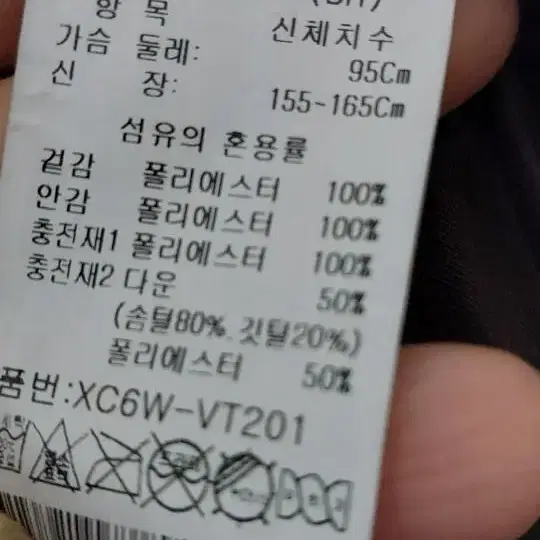 항 목
신체치수
가슴 둘레: 95Cm
신 장: 155-165Cm
섬유의 혼용률
겉감 폴리에스터 100%
안감 폴리에스터 100%
충전재1 폴리에스터 100%
충전재2 다운 50%
(솜털80%.깃털20%)
폴리에스터 50%
품번:XC6W-VT201